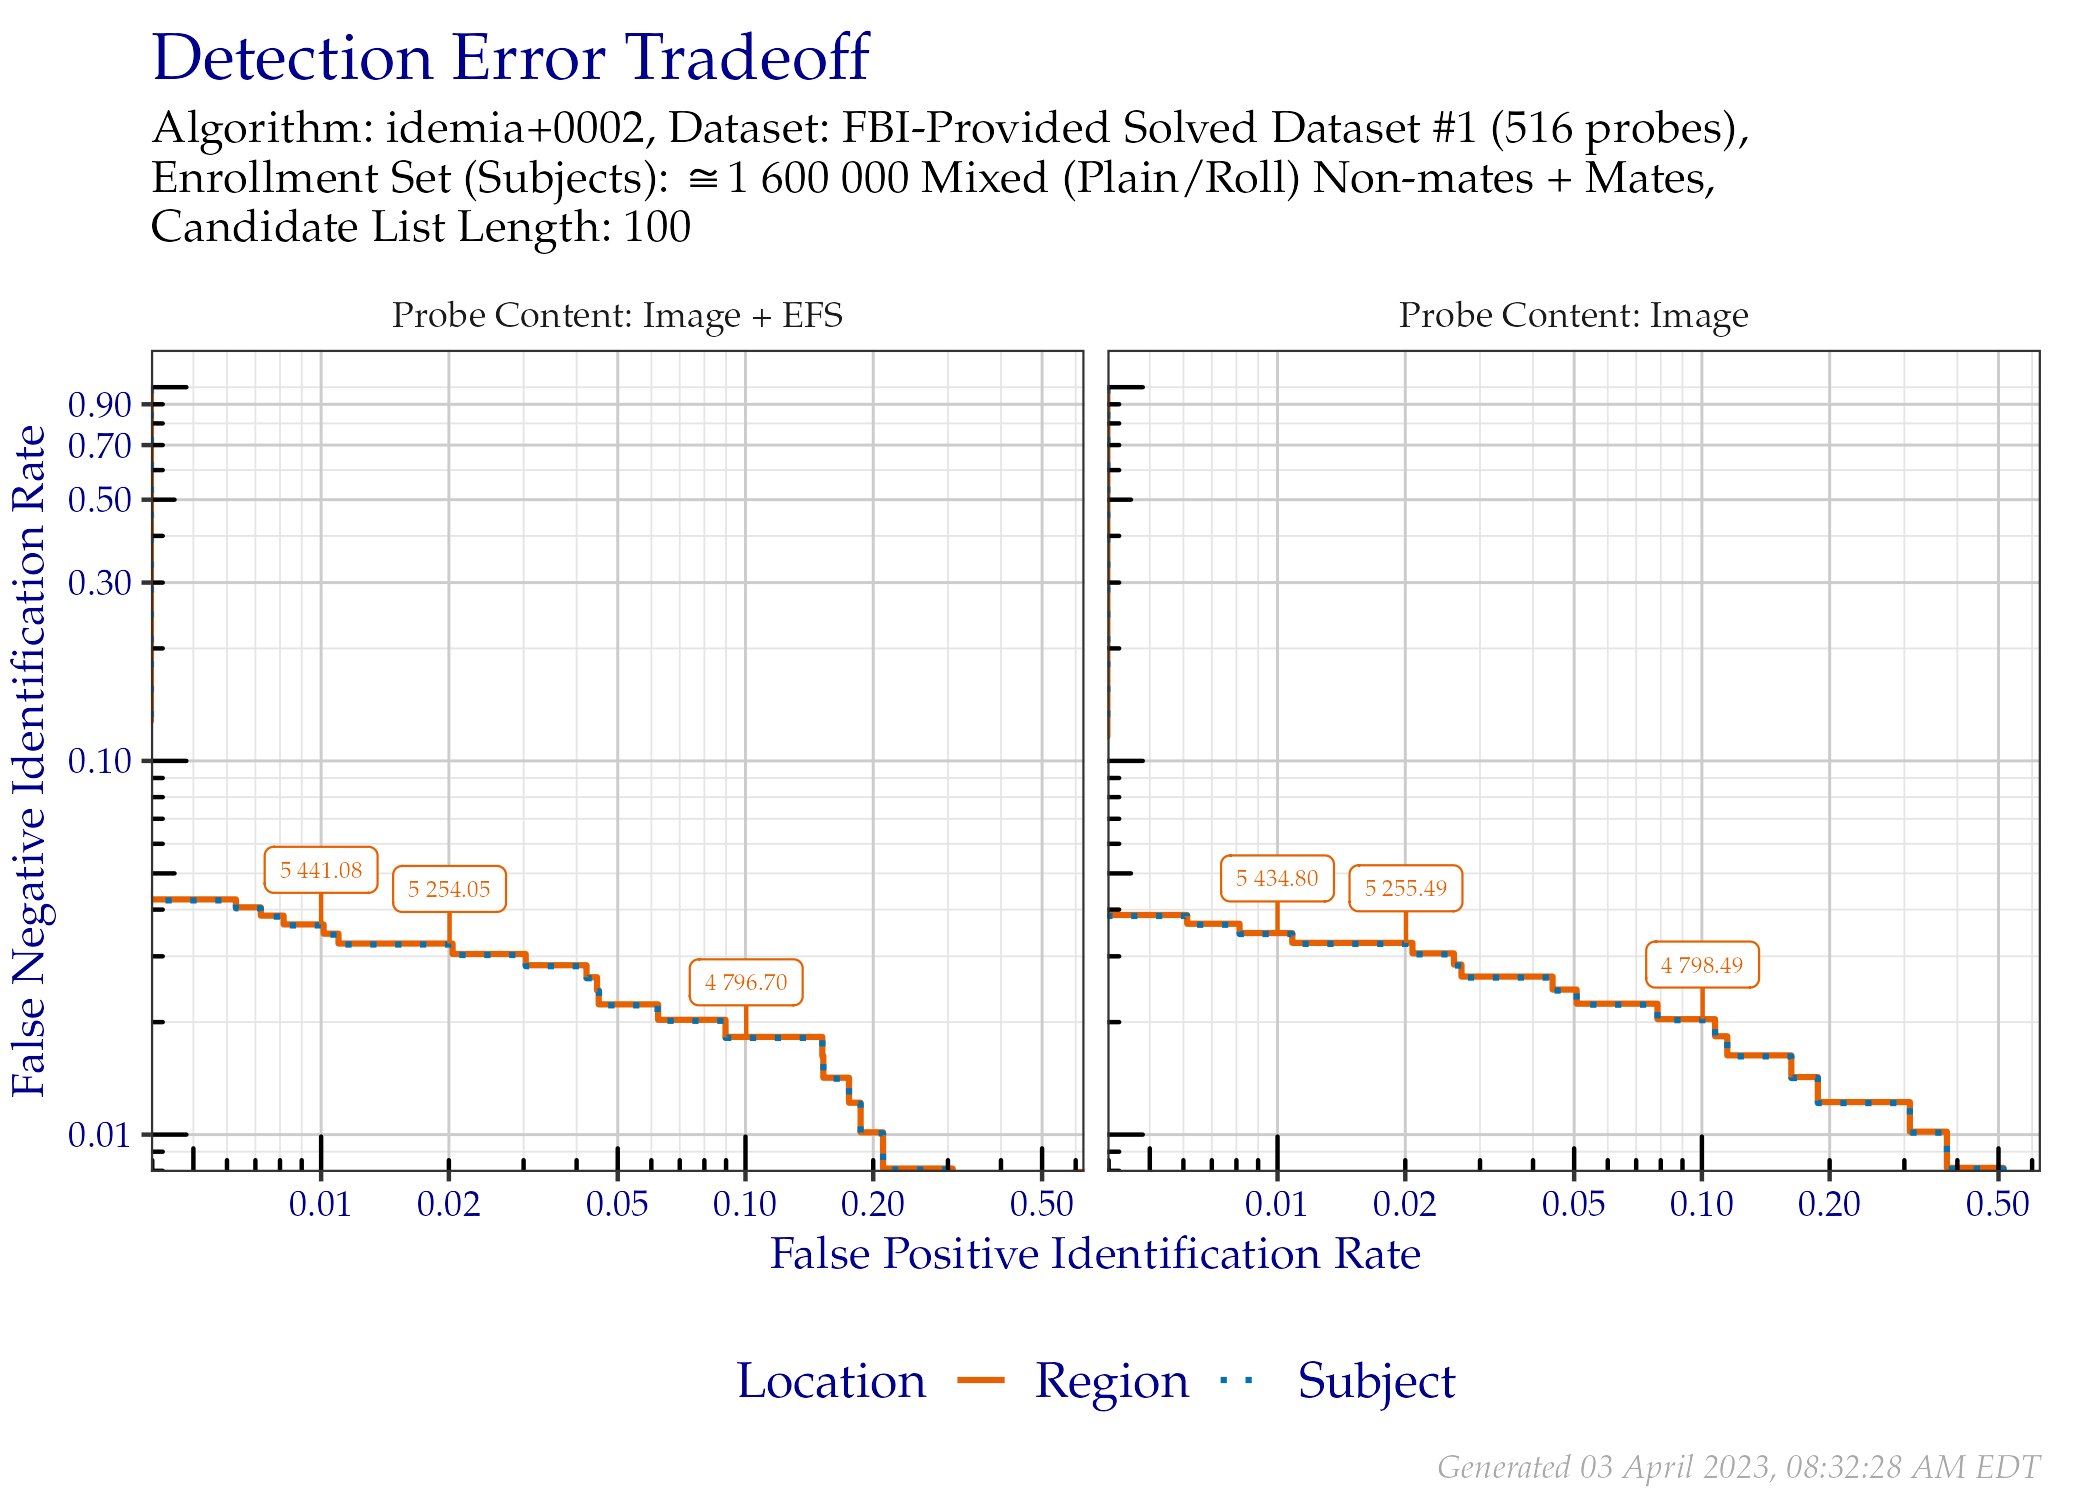 Detection Error Tradeoff
Algorithm: idemia+0002, Dataset: FBI-Provided Solved Dataset #1 (516 probes),
Enrollment Set (Subjects): ≅ 1 600 000 Mixed (Plain/Roll) Non-mates + Mates,
Candidate List Length: 100
Probe Content: Image + EFS
Probe Content: Image
False Negative Identification Rate
0.90
0.70
0.50
0.30
0.10
0.01
5 441.08
5 254.05
4 796.70
5 434.80
5 255.49
4 798.49
0.01 0.02 0.05 0.10 0.20 0.50
0.01 0.02 0.05 0.10 0.20 0.50
False Positive Identification Rate
Location Region Subject
Generated 03 April 2023, 08:32:28 AM EDT